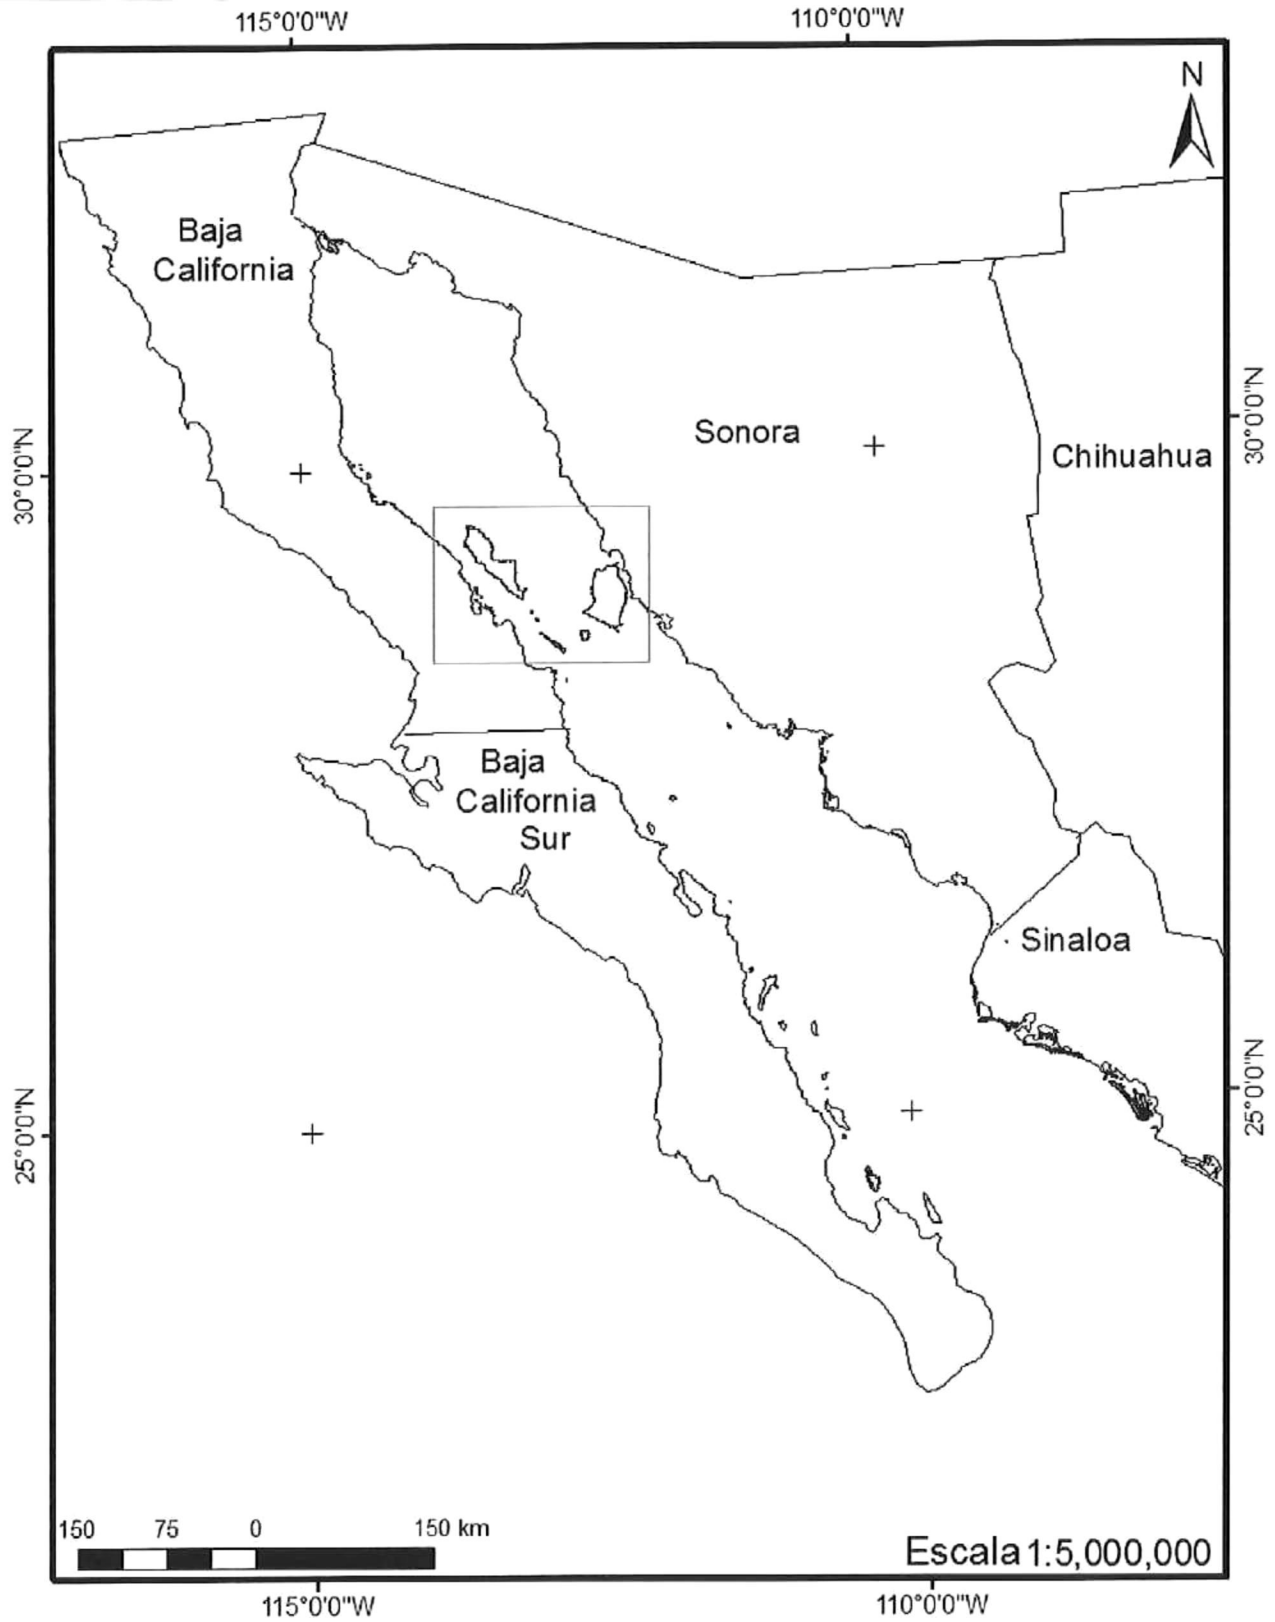 115°0'0"W
110°0'0"W
N
Baja
California
Sonora
Chihuahua
30°0'0"N
30°0'0"N
Baja
California
Sur
Sinaloa
25°0'0"N
25°0'0"N
150 75 0 150 km
Escala 1:5,000,000
115°0'0"W
110°0'0"W